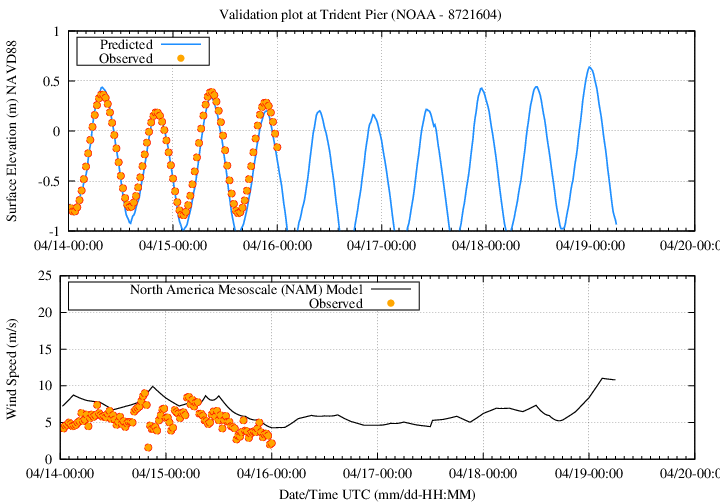 Validation plot at Trident Pier (NOAA - 8721604)
Surface Elevation (m) NAVD88
Predicted
Observed
1
0.5
0
-0.5
-1
04/14-00:00 04/15-00:00 04/16-00:00 04/17-00:00 04/18-00:00 04/19-00:00 04/20-00:00
Wind Speed (m/s)
North America Mesoscale (NAM) Model
Observed
25
20
15
10
5
0
04/14-00:00 04/15-00:00 04/16-00:00 04/17-00:00 04/18-00:00 04/19-00:00 04/20-00:00
Date/Time UTC (mm/dd-HH:MM)